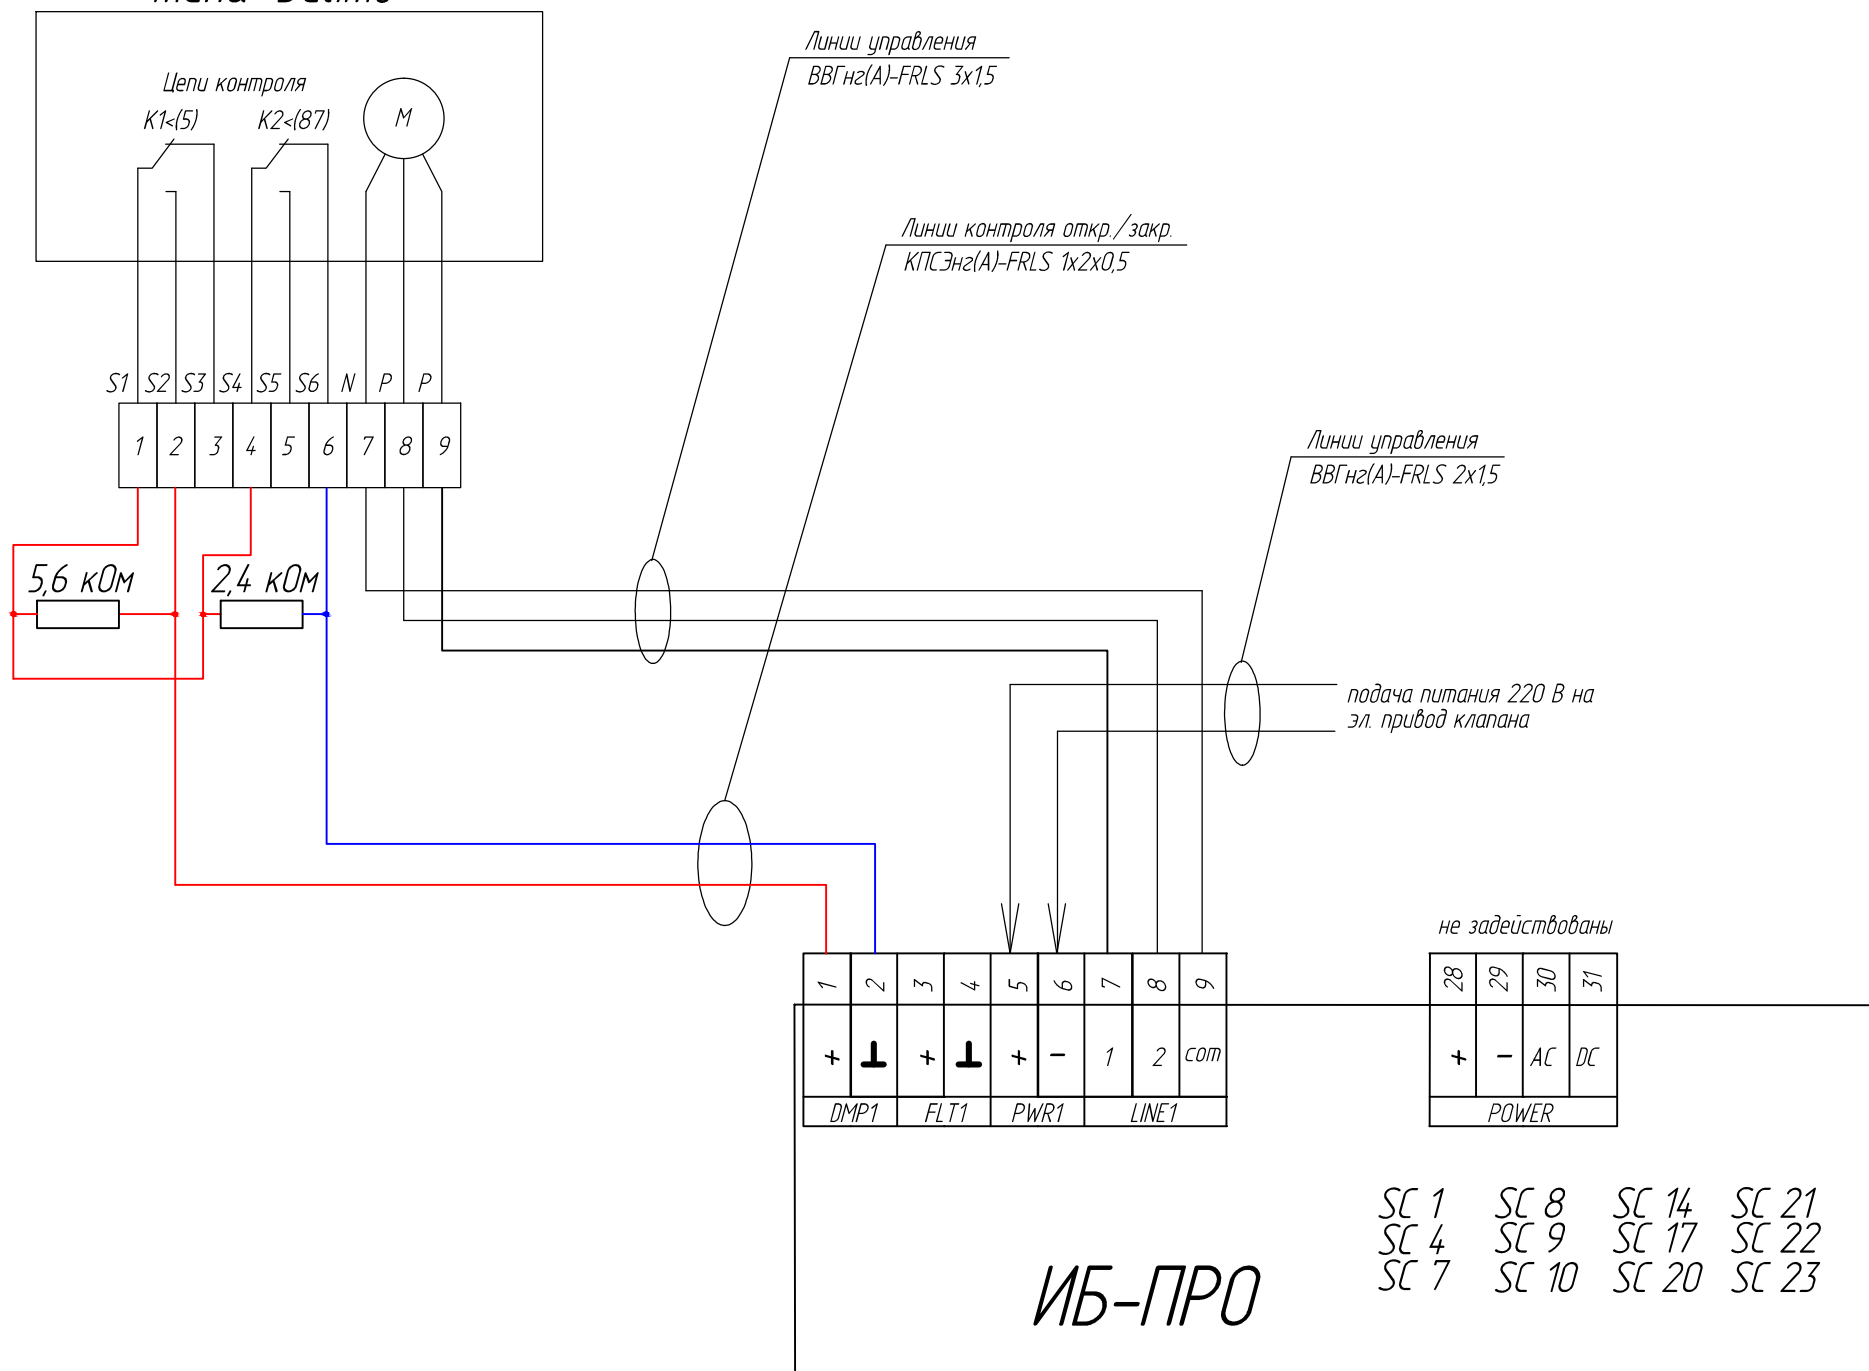 Цепи контроля
К1<(5) К2<(87) М
Линии управления
ВВГнг(А)-FRLS 3х1,5
Линии контроля откр./закр.
КПСЭнг(А)-FRLS 1х2х0,5
S1 S2 S3 S4 S5 S6 N P P
1 2 3 4 5 6 7 8 9
Линии управления
ВВГнг(А)-FRLS 2х1,5
5,6 кОм 2,4 кОм
подача питания 220 В на
эл. привод клапана
не задействованы
1 2 3 4 5 6 7 8 9
28 29 30 31
+ + + − 1 2 com
+ − AC DC
DMP1 FLT1 PWR1 LINE1
POWER
SC 1 SC 8 SC 14 SC 21
SC 4 SC 9 SC 17 SC 22
SC 7 SC 10 SC 20 SC 23
ИБ-ПРО